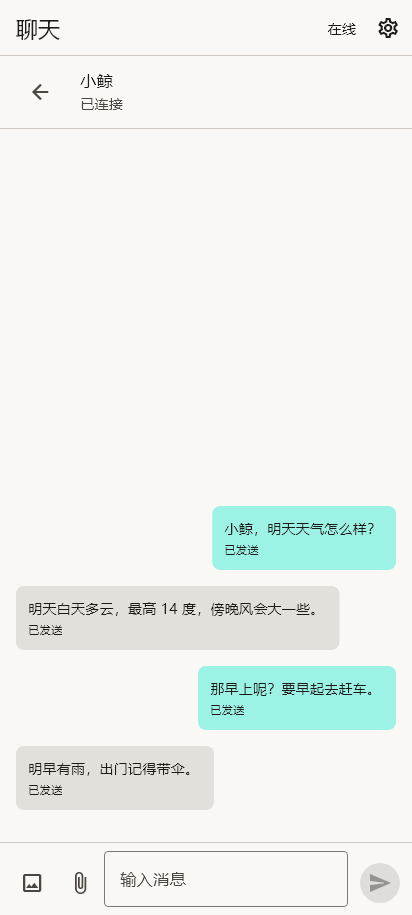 聊天
在线
小鲸
已连接
小鲸，明天天气怎么样？
已发送
明天白天多云，最高 14 度，傍晚风会大一些。
已发送
那早上呢？要早起去赶车。
已发送
明早有雨，出门记得带伞。
已发送
输入消息